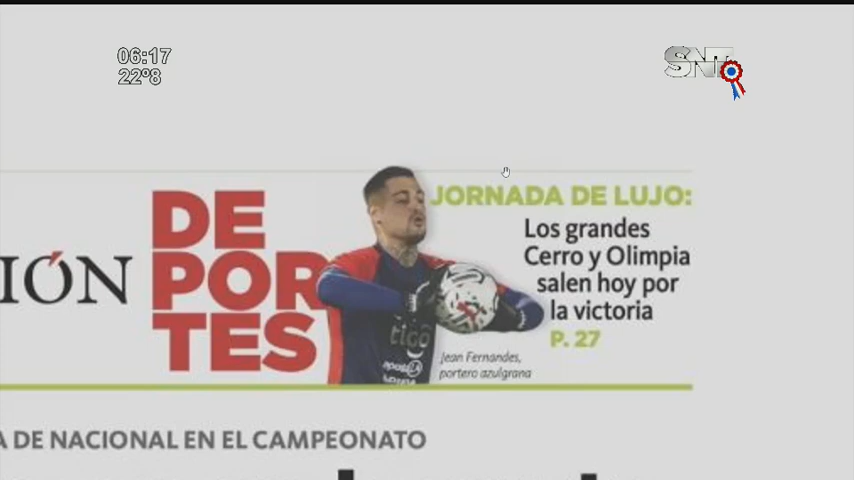 06:17
22º8
SNT
IÓN
DE
POR
TES
JORNADA DE LUJO:
Los grandes
Cerro y Olimpia
salen hoy por
la victoria
P. 27
tigo
Jean Fernandes,
portero azulgrana
A DE NACIONAL EN EL CAMPEONATO